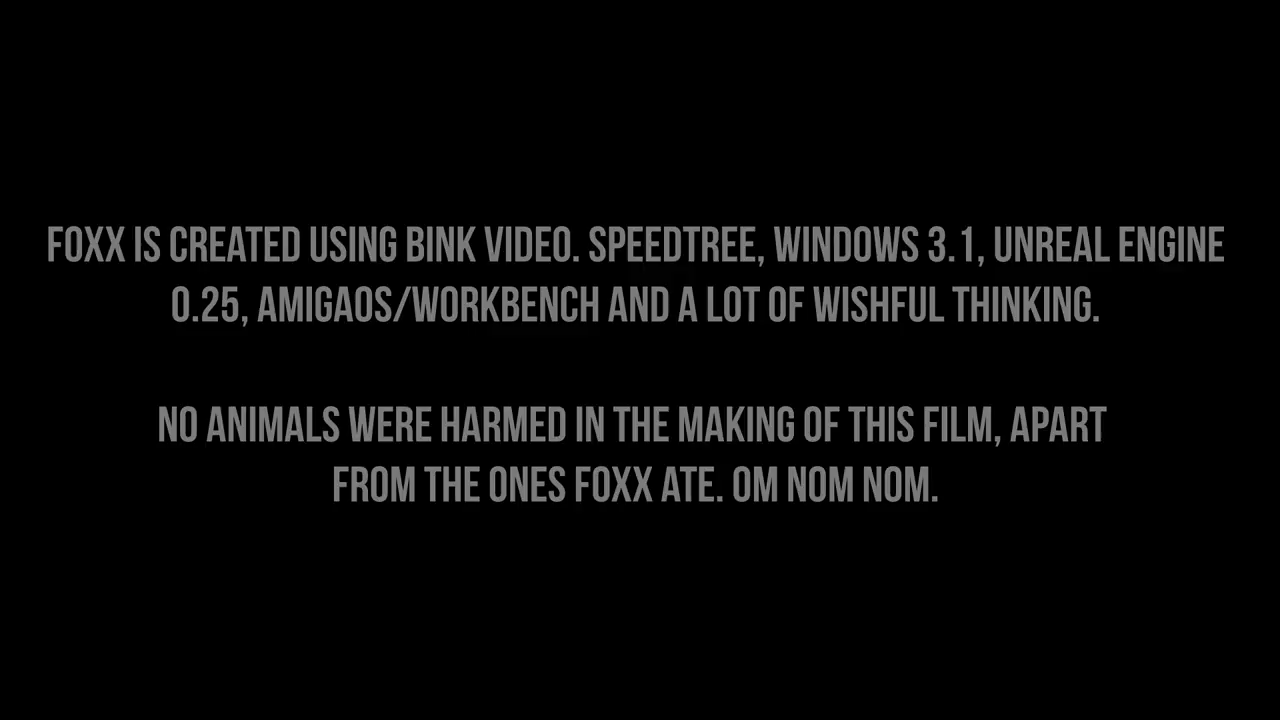 FOXX IS CREATED USING BINK VIDEO. SPEEDTREE, WINDOWS 3.1, UNREAL ENGINE
0.25, AMIGAOS/WORKBENCH AND A LOT OF WISHFUL THINKING.
NO ANIMALS WERE HARMED IN THE MAKING OF THIS FILM, APART
FROM THE ONES FOXX ATE. OM NOM NOM.